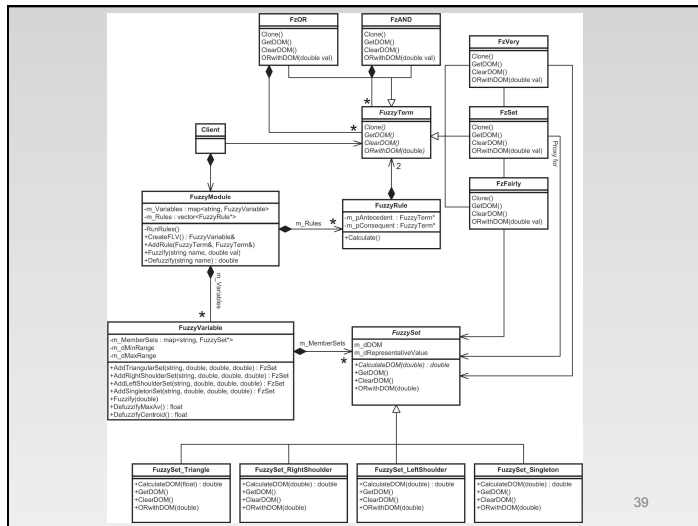 FzOR
Clone()
GetDOM()
ClearDOM()
ORwithDOM(double val)
FzAND
Clone()
GetDOM()
ClearDOM()
ORwithDOM(double val)
FzVery
Clone()
GetDOM()
ClearDOM()
ORwithDOM(double val)
*
*
FuzzyTerm
Clone()
GetDOM()
ClearDOM()
ORwithDOM(double)
FzSet
Clone()
GetDOM()
ClearDOM()
ORwithDOM(double val)
Proxy for
Client
2
FzFairly
Clone()
GetDOM()
ClearDOM()
ORwithDOM(double val)
FuzzyModule
-m_Variables : map<string, FuzzyVariable>
-m_Rules : vector<FuzzyRule*>
-RunRules()
+CreateFLV() : FuzzyVariable&
+AddRule(FuzzyTerm&, FuzzyTerm&)
+Fuzzify(string name, double val)
+Defuzzify(string name) : double
m_Rules
*
FuzzyRule
-m_pAntecedent : FuzzyTerm*
-m_pConsequent : FuzzyTerm*
+Calculate()
m_Variables
*
FuzzyVariable
-m_MemberSets : map<string, FuzzySet*>
-m_dMinRange
-m_dMaxRange
+AddTriangularSet(string, double, double, double) : FzSet
+AddRightShoulderSet(string, double, double, double) : FzSet
+AddLeftShoulderSet(string, double, double, double) : FzSet
+AddSingletonSet(string, double, double, double) : FzSet
+Fuzzify(double)
+DefuzzifyMaxAv() : float
+DefuzzifyCentroid() : float
m_MemberSets
*
FuzzySet
m_dDOM
m_dRepresentativeValue
+CalculateDOM(double) : double
+GetDOM()
+ClearDOM()
+ORwithDOM(double)
FuzzySet_Triangle
+CalculateDOM(float) : double
+GetDOM()
+ClearDOM()
+ORwithDOM(double)
FuzzySet_RightShoulder
+CalculateDOM(double) : double
+GetDOM()
+ClearDOM()
+ORwithDOM(double)
FuzzySet_LeftShoulder
+CalculateDOM(double) : double
+GetDOM()
+ClearDOM()
+ORwithDOM(double)
FuzzySet_Singleton
+CalculateDOM(double) : double
+GetDOM()
+ClearDOM()
+ORwithDOM(double)
39